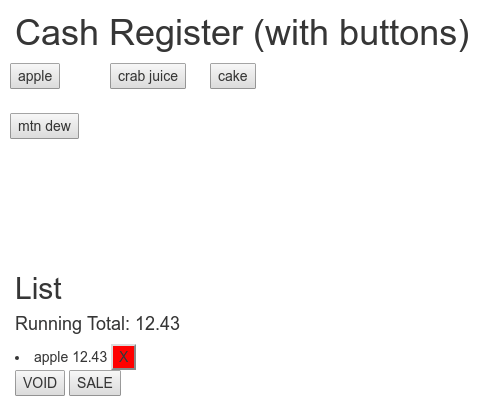 Cash Register (with buttons)
apple crab juice cake
mtn dew
List
Running Total: 12.43
apple 12.43 X
VOID SALE